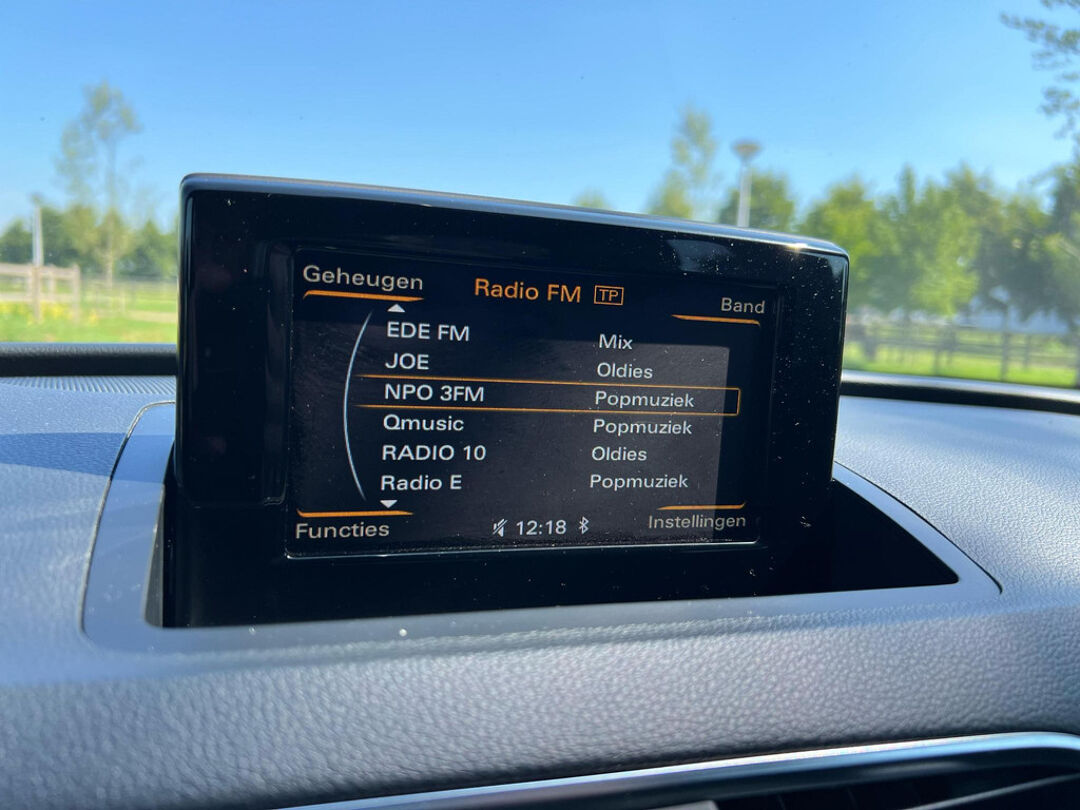 Geheugen Radio FM TP Band
EDE FM Mix
JOE Oldies
NPO 3FM Popmuziek
Qmusic Popmuziek
RADIO 10 Oldies
Radio E Popmuziek
Functies 12:18 Instellingen